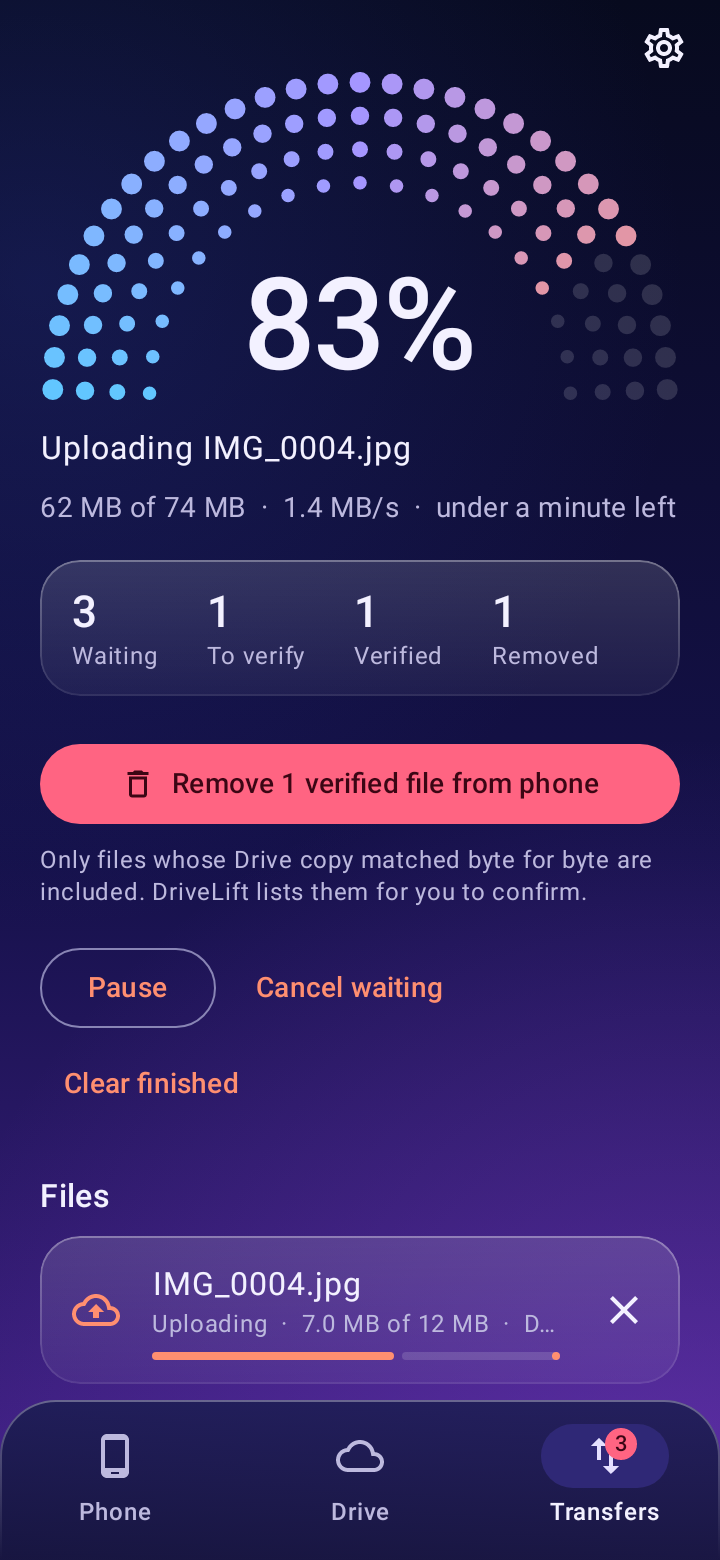 83%
Uploading IMG_0004.jpg
62 MB of 74 MB · 1.4 MB/s · under a minute left
3 1 1 1
Waiting To verify Verified Removed
Remove 1 verified file from phone
Only files whose Drive copy matched byte for byte are
included. DriveLift lists them for you to confirm.
Pause Cancel waiting
Clear finished
Files
IMG_0004.jpg
Uploading · 7.0 MB of 12 MB · D...
3
Phone Drive Transfers